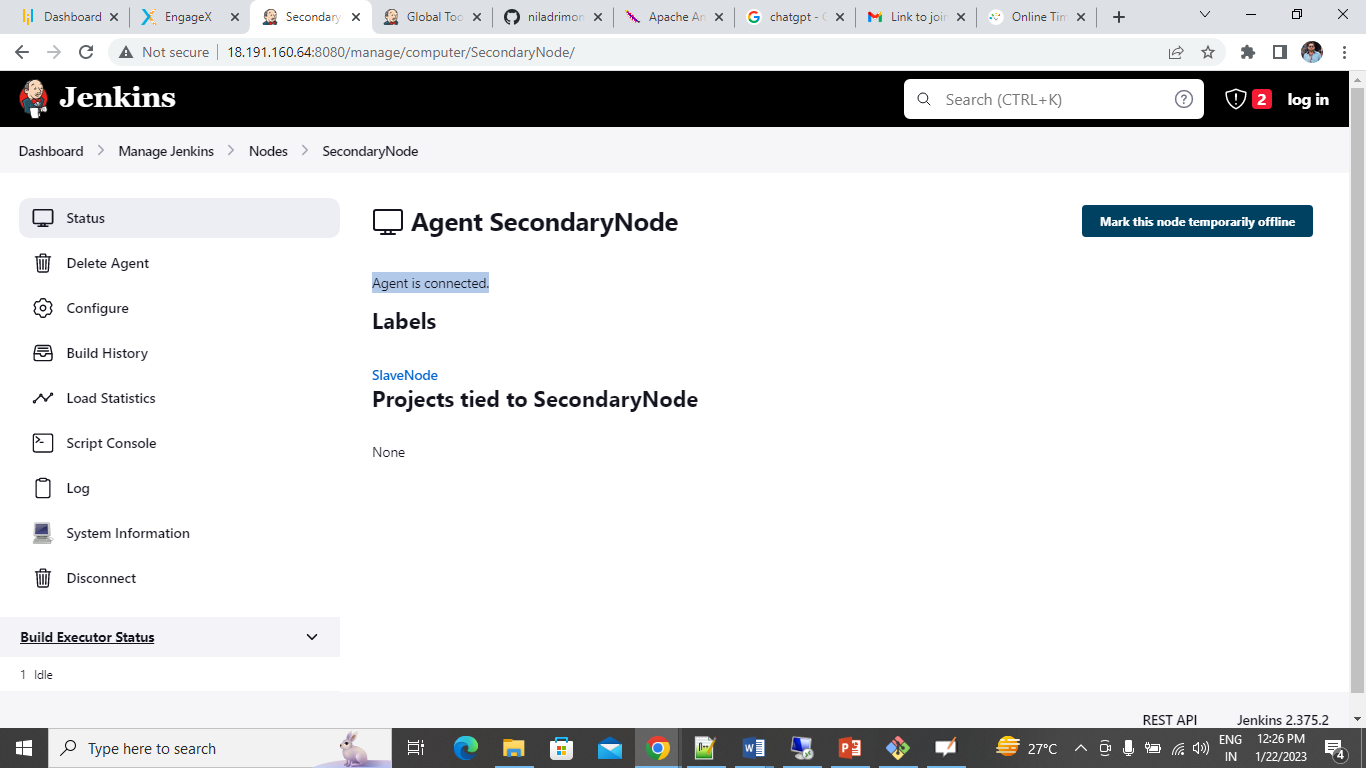 Dashboard
EngageX
Secondary
Global Too
niladrimon
Apache An
chatgpt - G
Link to join
Online Tim
Not secure
18.191.160.64:8080/manage/computer/SecondaryNode/
Jenkins
Search (CTRL+K)
2
log in
Dashboard
Manage Jenkins
Nodes
SecondaryNode
Status
Delete Agent
Configure
Build History
Load Statistics
Script Console
Log
System Information
Disconnect
Build Executor Status
1 Idle
Agent SecondaryNode
Mark this node temporarily offline
Agent is connected.
Labels
SlaveNode
Projects tied to SecondaryNode
None
REST API
Jenkins 2.375.2
Type here to search
27°C
ENG
IN
12:26 PM
1/22/2023
4